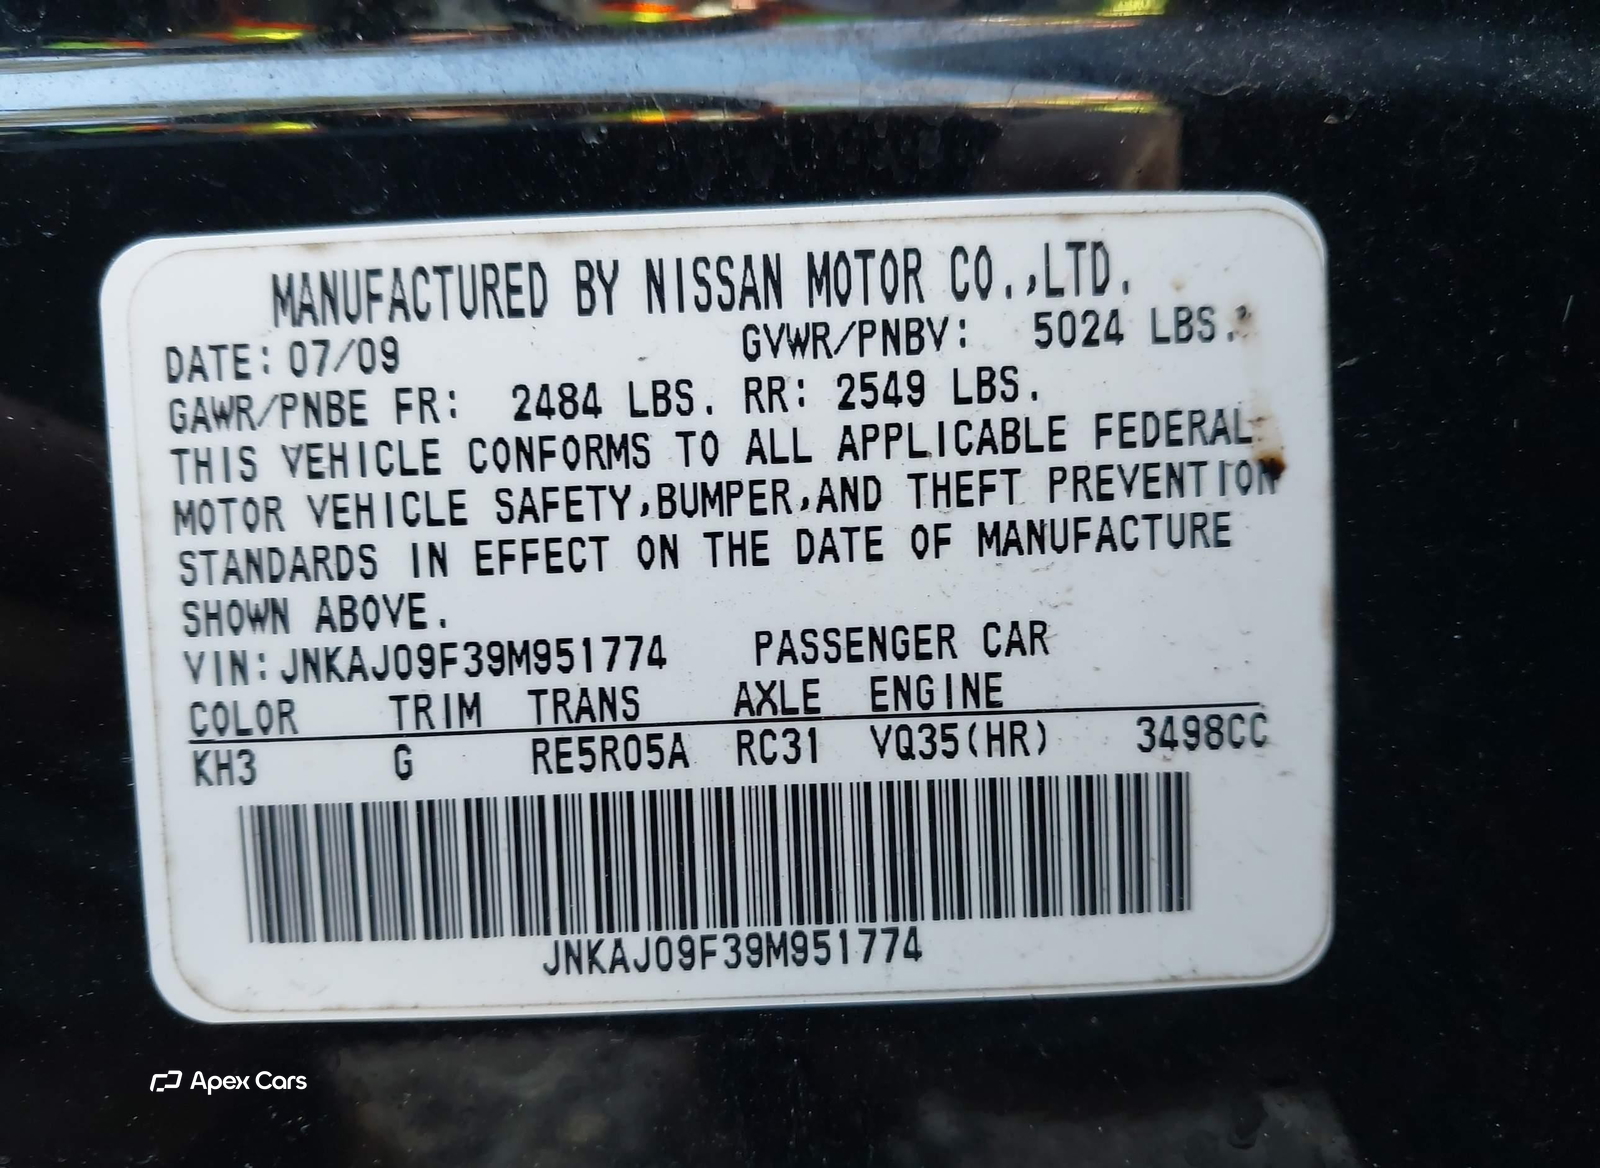 MANUFACTURED BY NISSAN MOTOR CO.,LTD.
DATE: 07/09 GVWR/PNBV: 5024 LBS.
GAWR/PNBE FR: 2484 LBS. RR: 2549 LBS.
THIS VEHICLE CONFORMS TO ALL APPLICABLE FEDERAL
MOTOR VEHICLE SAFETY,BUMPER,AND THEFT PREVENTION
STANDARDS IN EFFECT ON THE DATE OF MANUFACTURE
SHOWN ABOVE.
VIN:JNKAJ09F39M951774 PASSENGER CAR
COLOR TRIM TRANS AXLE ENGINE
KH3 G RE5R05A RC31 VQ35(HR) 3498CC
JNKAJ09F39M951774
Apex Cars